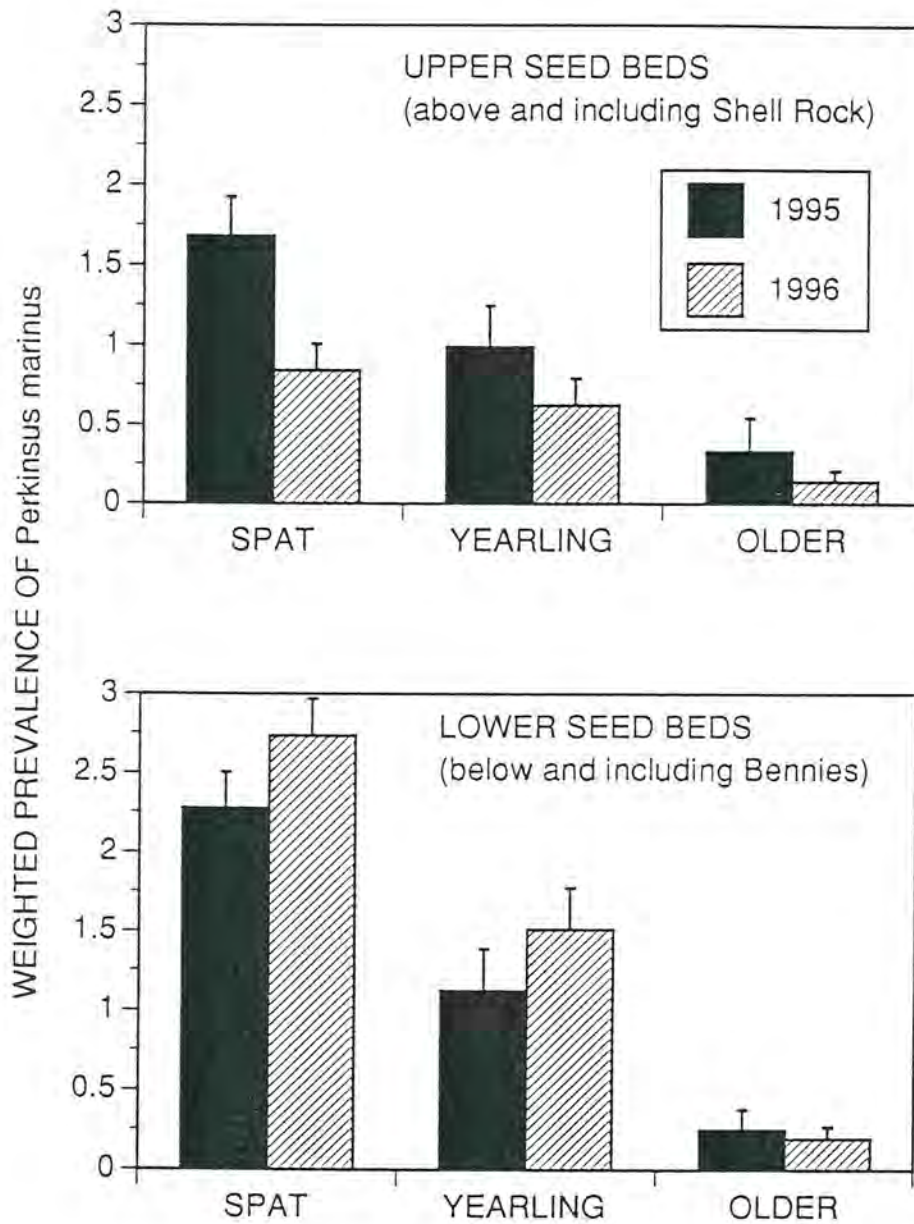 WEIGHTED PREVALENCE OF Perkinsus marinus
3
2.5
2
1.5
1
0.5
0
UPPER SEED BEDS
(above and including Shell Rock)
1995
1996
SPAT YEARLING OLDER
3
2.5
2
1.5
1
0.5
0
LOWER SEED BEDS
(below and including Bennies)
SPAT YEARLING OLDER